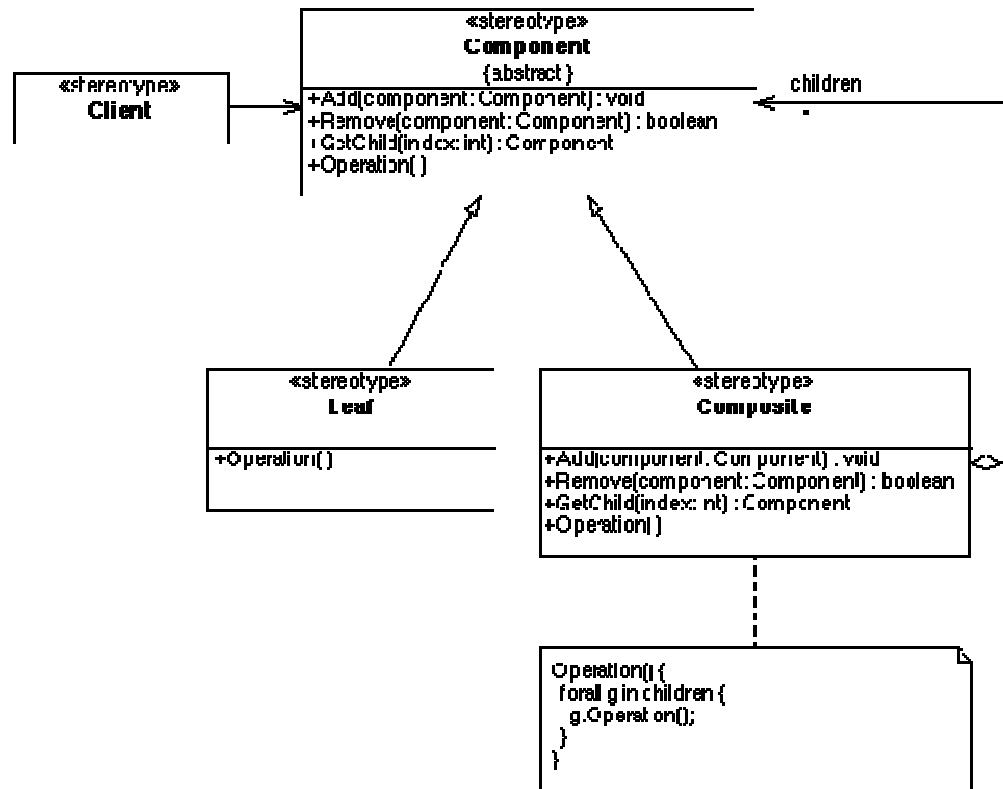 «stereotype»
Component
{abstract}
+Add(component: Component) : void
+Remove(component: Component) : boolean
+GetChild(index: int) : Component
+Operation()
«stereotype»
Client
children
*
«stereotype»
Leaf
+Operation()
«stereotype»
Composite
+Add(component: Component) : void
+Remove(component: Component) : boolean
+GetChild(index: int) : Component
+Operation()
Operation() {
forall g in children {
g.Operation();
}
}